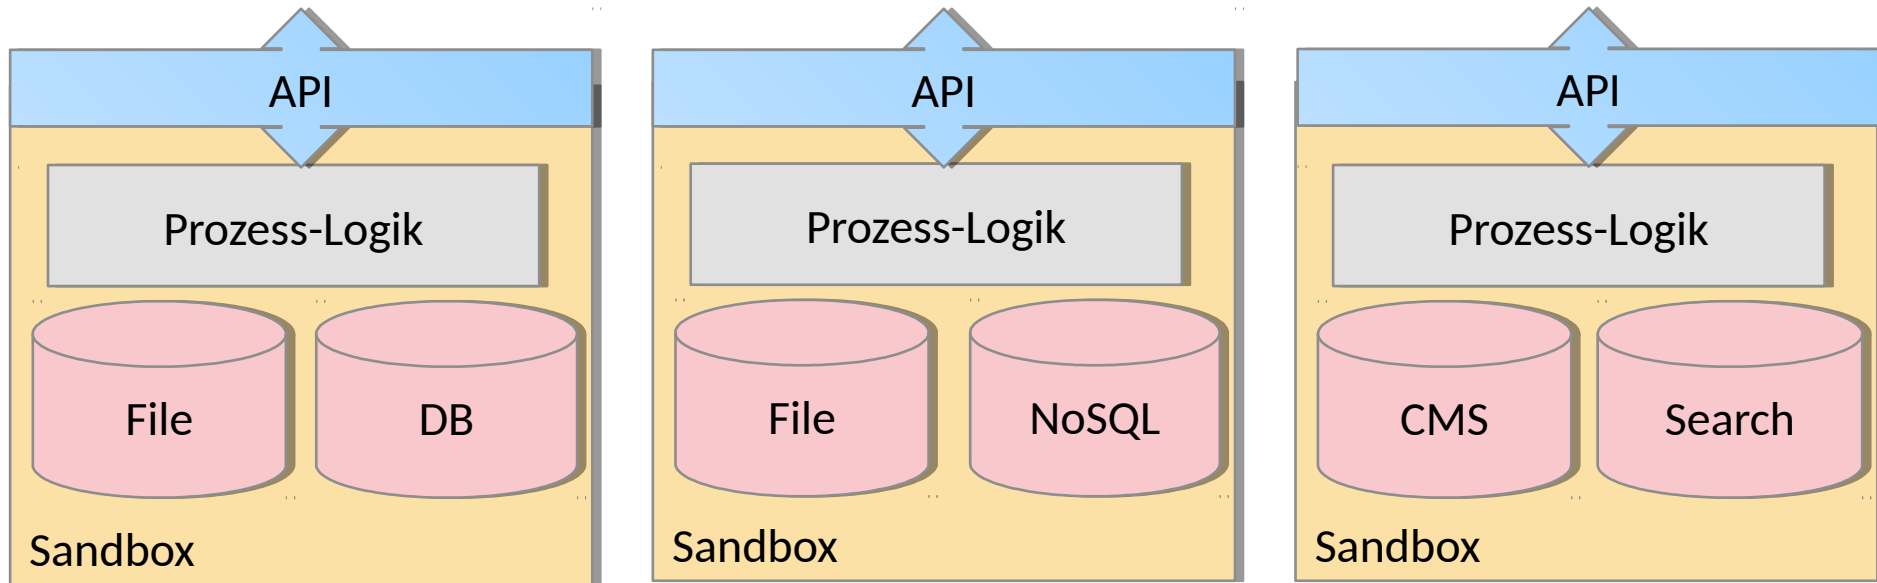 API
API
API
Prozess-Logik
Prozess-Logik
Prozess-Logik
File
DB
File
NoSQL
CMS
Search
Sandbox
Sandbox
Sandbox